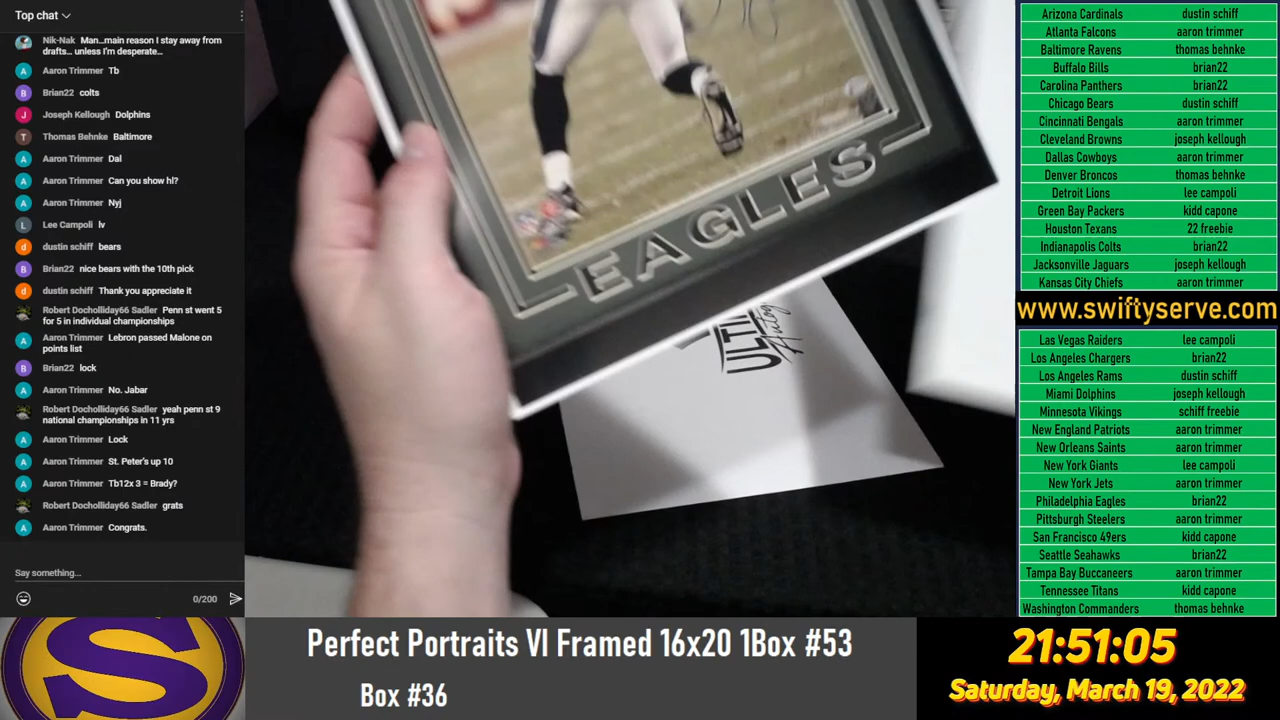 Top chat
Nik-Nak Man...main reason I stay away from
drafts... unless I'm desperate...
A Aaron Trimmer Tb
B Brian22 colts
J Joseph Kellough Dolphins
T Thomas Behnke Baltimore
A Aaron Trimmer Dal
A Aaron Trimmer Can you show hl?
A Aaron Trimmer Nyj
L Lee Campoli lv
d dustin schiff bears
B Brian22 nice bears with the 10th pick
d dustin schiff Thank you appreciate it
Robert Docholliday66 Sadler Penn st went 5
for 5 in individual championships
A Aaron Trimmer Lebron passed Malone on
points list
B Brian22 lock
A Aaron Trimmer No. Jabar
Robert Docholliday66 Sadler yeah penn st 9
national championships in 11 yrs
A Aaron Trimmer Lock
A Aaron Trimmer St. Peter's up 10
A Aaron Trimmer Tb12x 3 = Brady?
Robert Docholliday66 Sadler grats
A Aaron Trimmer Congrats.
Say something...
0/200
S
EAGLES
Arizona Cardinals dustin schiff
Atlanta Falcons aaron trimmer
Baltimore Ravens thomas behnke
Buffalo Bills brian22
Carolina Panthers brian22
Chicago Bears dustin schiff
Cincinnati Bengals aaron trimmer
Cleveland Browns joseph kellough
Dallas Cowboys aaron trimmer
Denver Broncos thomas behnke
Detroit Lions lee campoli
Green Bay Packers kidd capone
Houston Texans 22 freebie
Indianapolis Colts brian22
Jacksonville Jaguars joseph kellough
Kansas City Chiefs aaron trimmer
www.swiftyserve.com
Las Vegas Raiders lee campoli
Los Angeles Chargers brian22
Los Angeles Rams dustin schiff
Miami Dolphins joseph kellough
Minnesota Vikings schiff freebie
New England Patriots aaron trimmer
New Orleans Saints aaron trimmer
New York Giants lee campoli
New York Jets aaron trimmer
Philadelphia Eagles brian22
Pittsburgh Steelers aaron trimmer
San Francisco 49ers kidd capone
Seattle Seahawks brian22
Tampa Bay Buccaneers aaron trimmer
Tennessee Titans kidd capone
Washington Commanders thomas behnke
Perfect Portraits VI Framed 16x20 1Box #53
Box #36
21:51:05
Saturday, March 19, 2022